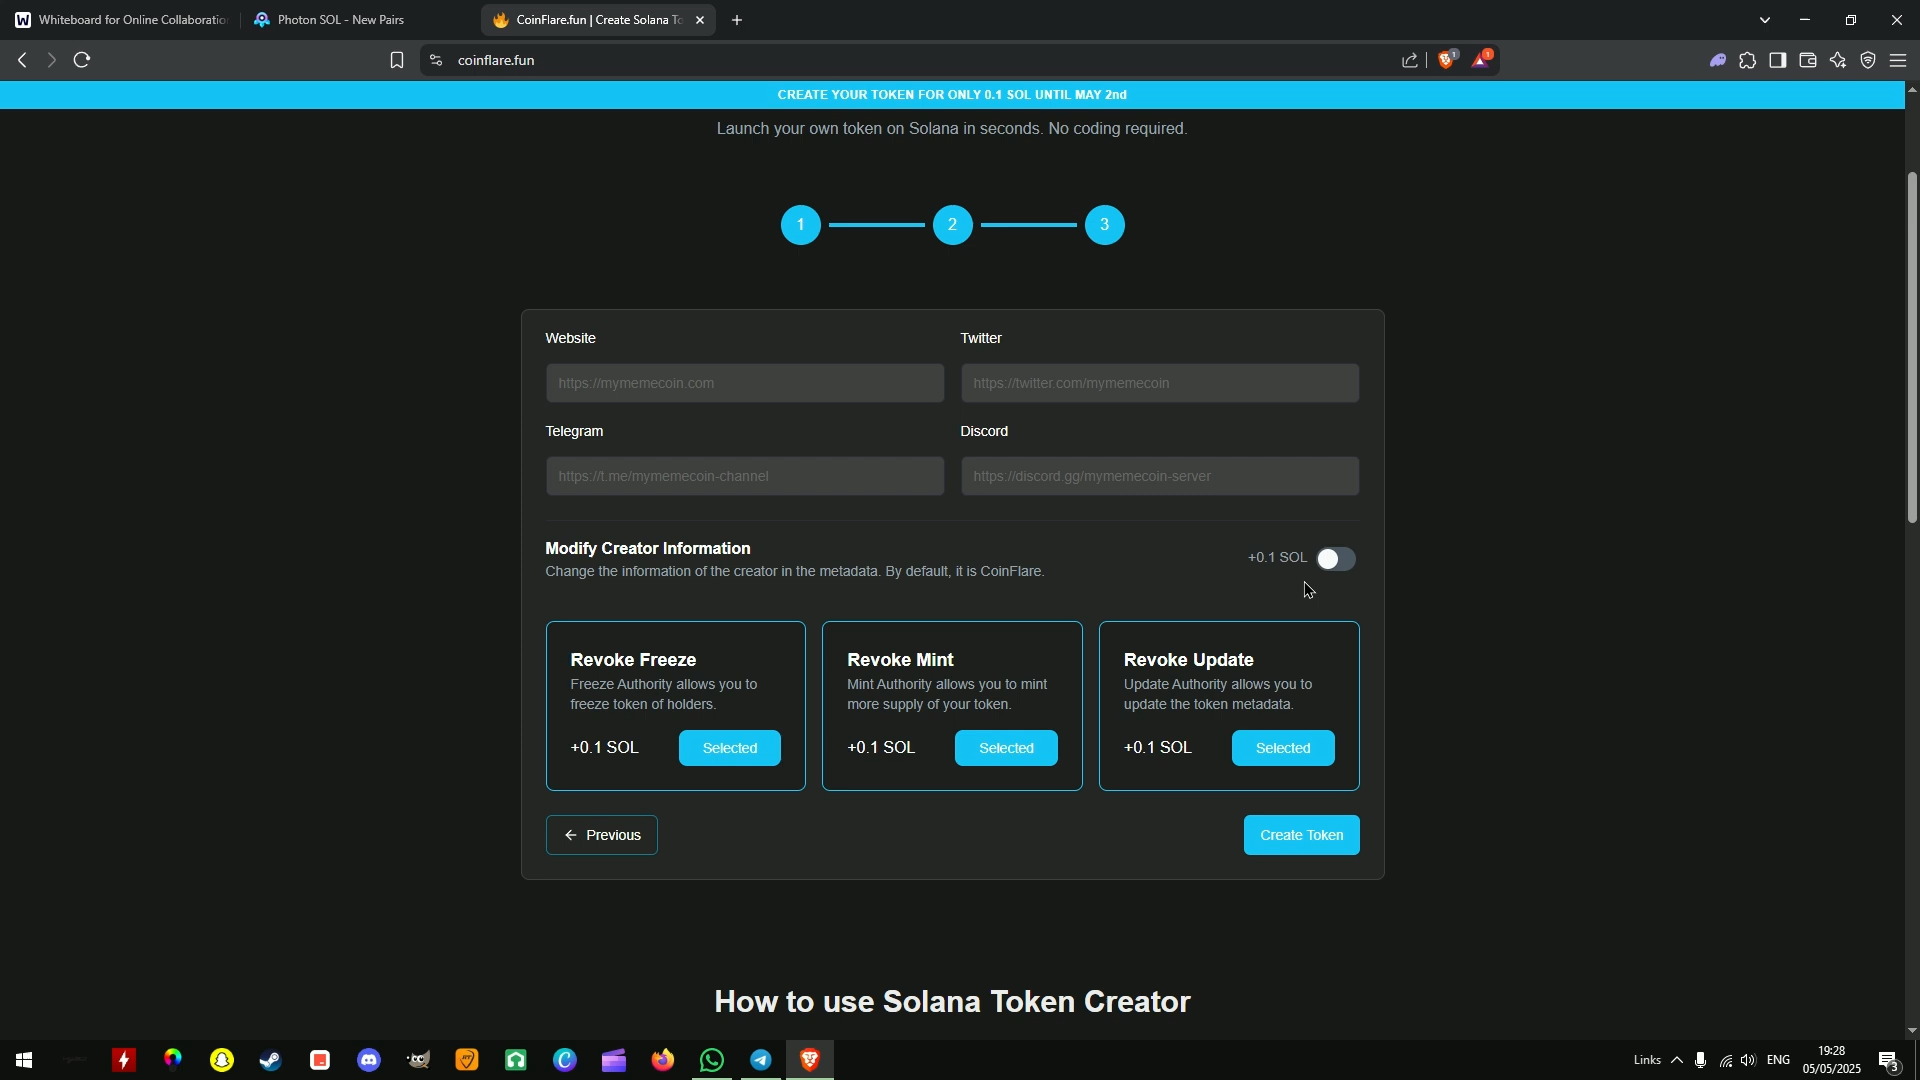 Whiteboard for Online Collaboration
Photon SOL - New Pairs
CoinFlare.fun | Create Solana To
coinflare.fun
1
1
CREATE YOUR TOKEN FOR ONLY 0.1 SOL UNTIL MAY 2nd
Launch your own token on Solana in seconds. No coding required.
1
2
3
Website
Twitter
https://mymemecoin.com
https://twitter.com/mymemecoin
Telegram
Discord
https://t.me/mymemecoin-channel
https://discord.gg/mymemecoin-server
Modify Creator Information
+0.1 SOL
Change the information of the creator in the metadata. By default, it is CoinFlare.
Revoke Freeze
Freeze Authority allows you to
freeze token of holders.
+0.1 SOL
Selected
Revoke Mint
Mint Authority allows you to mint
more supply of your token.
+0.1 SOL
Selected
Revoke Update
Update Authority allows you to
update the token metadata.
+0.1 SOL
Selected
← Previous
Create Token
How to use Solana Token Creator
Links
ENG
19:28
05/05/2025
3